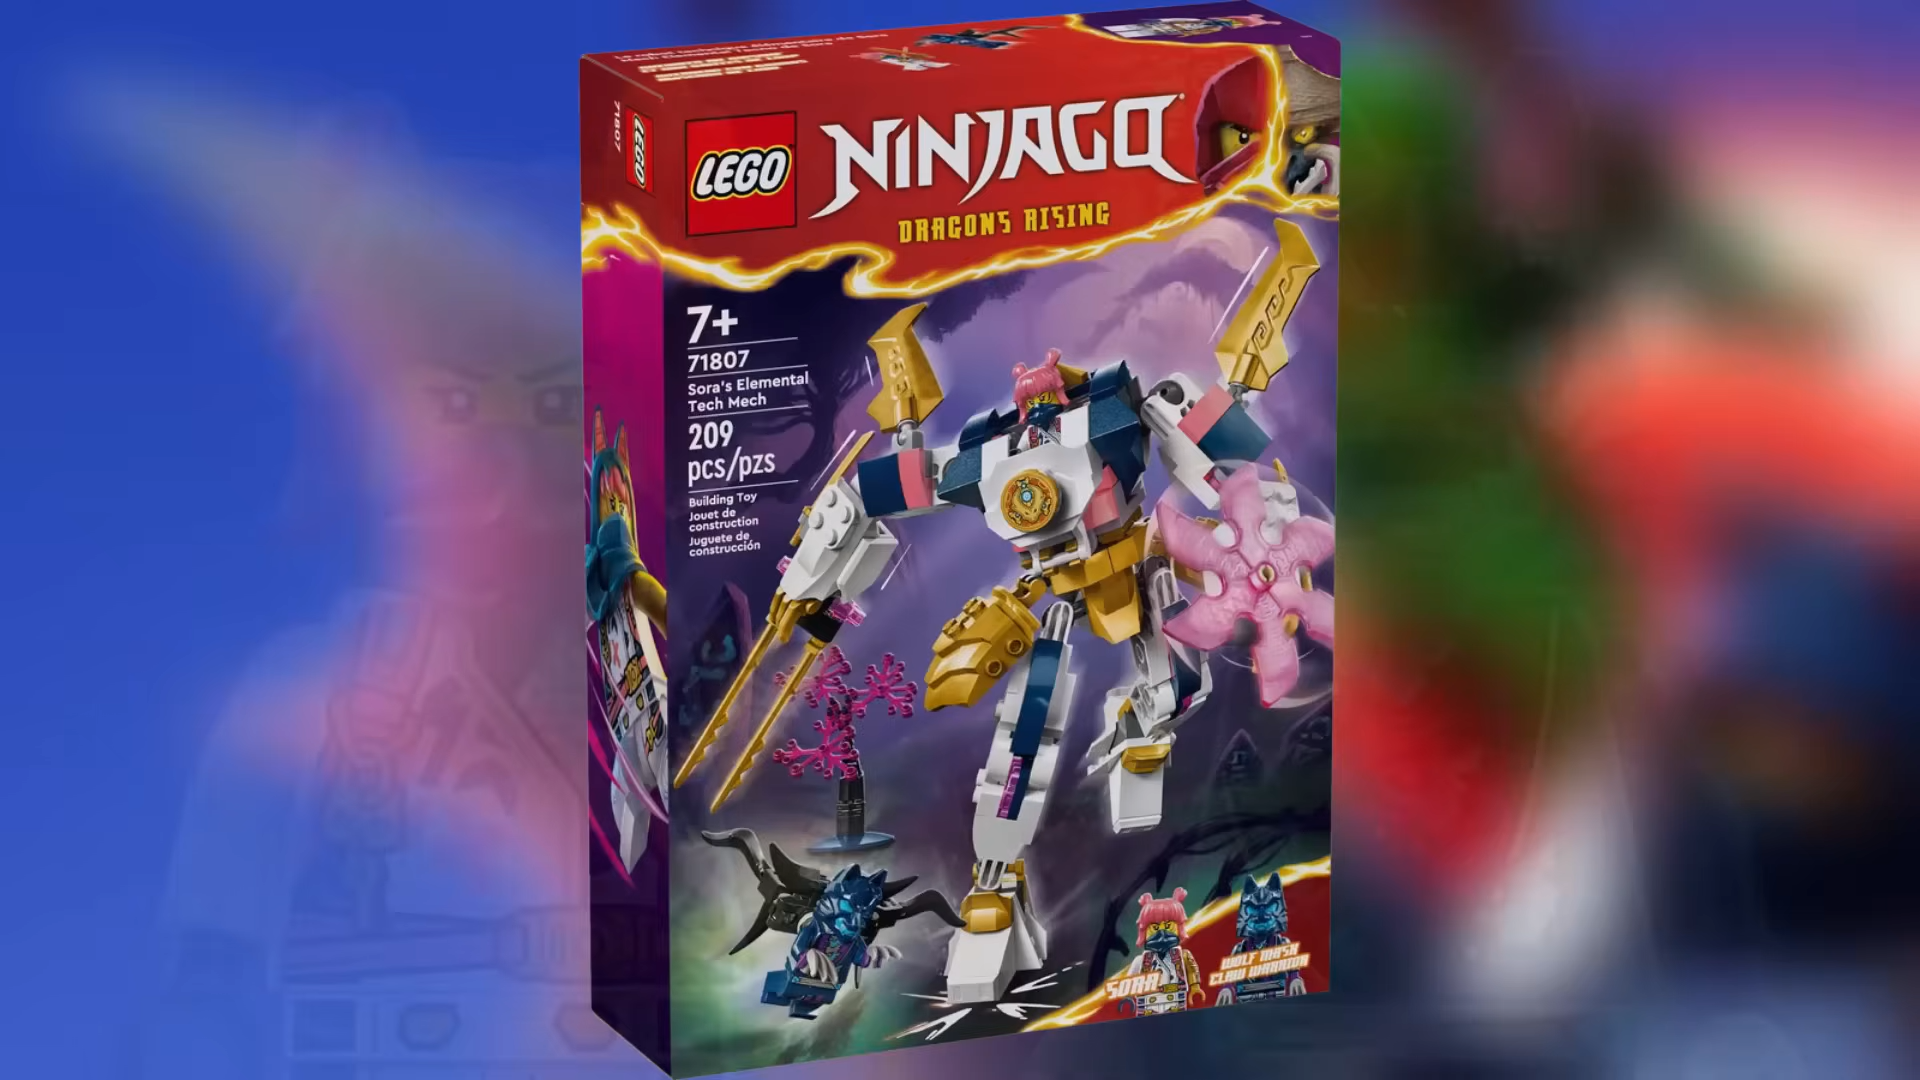 71807
LEGO
LEGO
NINJAGO
DRAGONS RISING
7+
71807
Sora's Elemental
Tech Mech
209
pcs/pzs
Building Toy
Jouet de
construction
Juguete de
construcción
SORA
WOLF MASK
CLAW WARRIOR